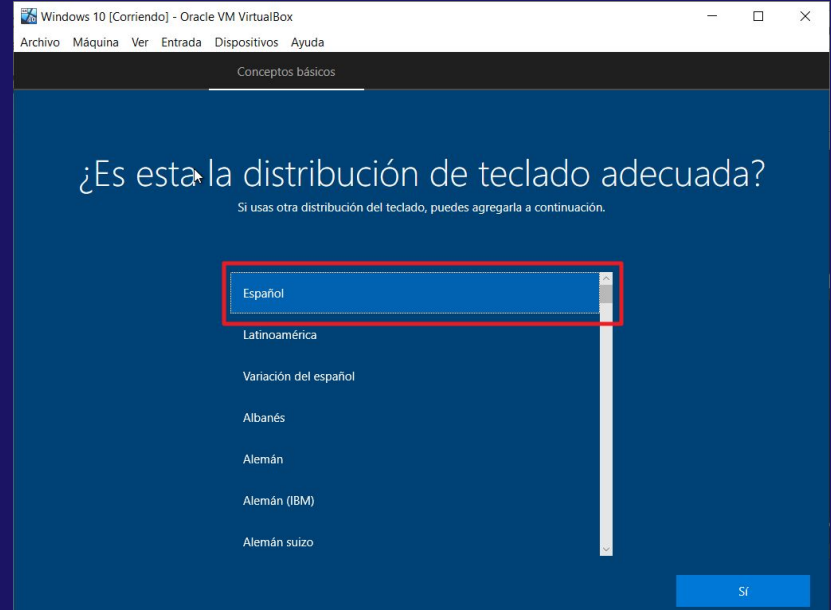 Windows 10 [Corriendo] - Oracle VM VirtualBox
Archivo Máquina Ver Entrada Dispositivos Ayuda
Conceptos básicos
¿Es esta la distribución de teclado adecuada?
Si usas otra distribución del teclado, puedes agregarla a continuación.
Español
Latinoamérica
Variación del español
Albanés
Alemán
Alemán (IBM)
Alemán suizo
Sí